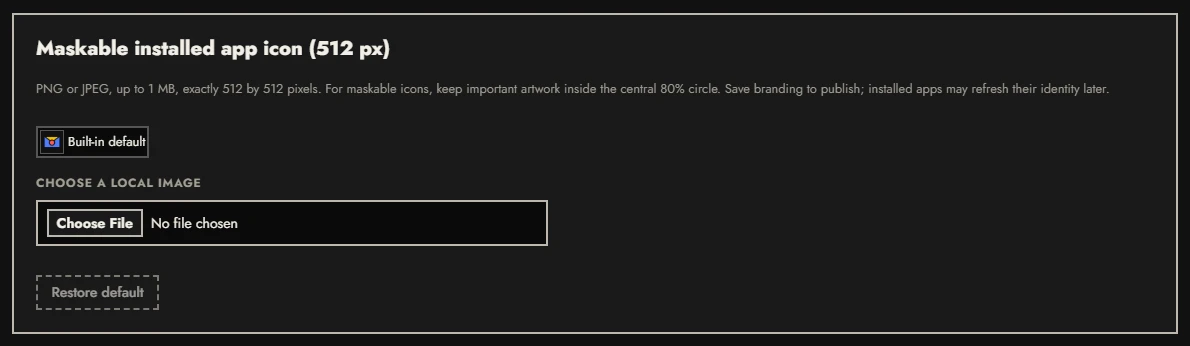 Maskable installed app icon (512 px)
PNG or JPEG, up to 1 MB, exactly 512 by 512 pixels. For maskable icons, keep important artwork inside the central 80% circle. Save branding to publish; installed apps may refresh their identity later.
Built-in default
CHOOSE A LOCAL IMAGE
Choose File No file chosen
Restore default